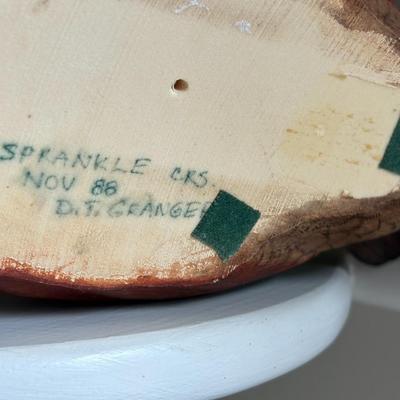 SPRANKLE CRS.
NOV 88
D.T. GRANGER